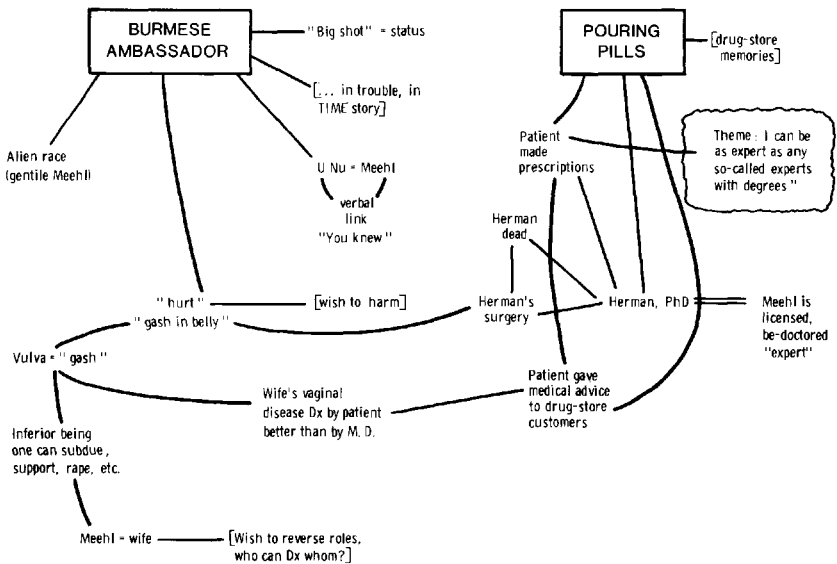 BURMESE
AMBASSADOR
"Big shot" = status
[... in trouble, in
TIME story]
Alien race
(gentile Meehl)
U Nu = Meehl
verbal
link
"You knew"
POURING
PILLS
[drug-store
memories]
Patient
made
prescriptions
Theme: I can be
as expert as any
so-called experts
with degrees"
Herman
dead
"hurt"
"gash in belly"
[wish to harm]
Herman's
surgery
Herman, PhD
Meehl is
licensed,
be-doctored
"expert"
Vulva = "gash"
Wife's vaginal
disease Dx by patient
better than by M.D.
Patient gave
medical advice
to drug-store
customers
Inferior being
one can subdue,
support, rape, etc.
Meehl = wife
[Wish to reverse roles,
who can Dx whom?]